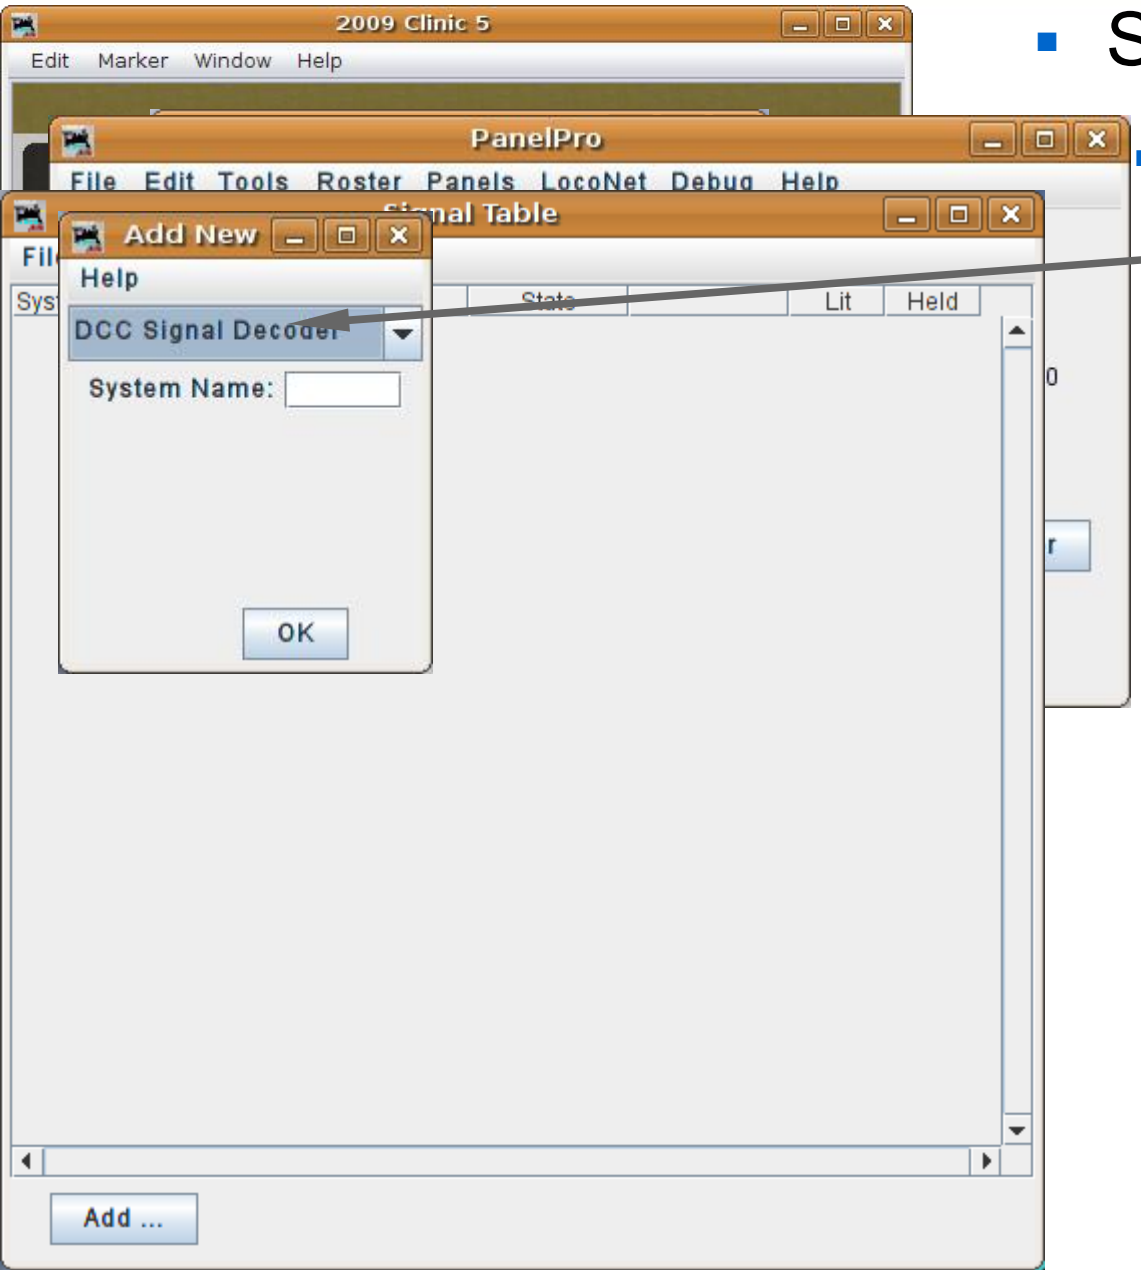 2009 Clinic 5
S
Edit Marker Window Help
PanelPro
File Edit Tools Roster Panels LocoNet Debug Help
Signal Table
Add New
Help
State Lit Held
DCC Signal Decoder
System Name:
0
r
OK
Add ...